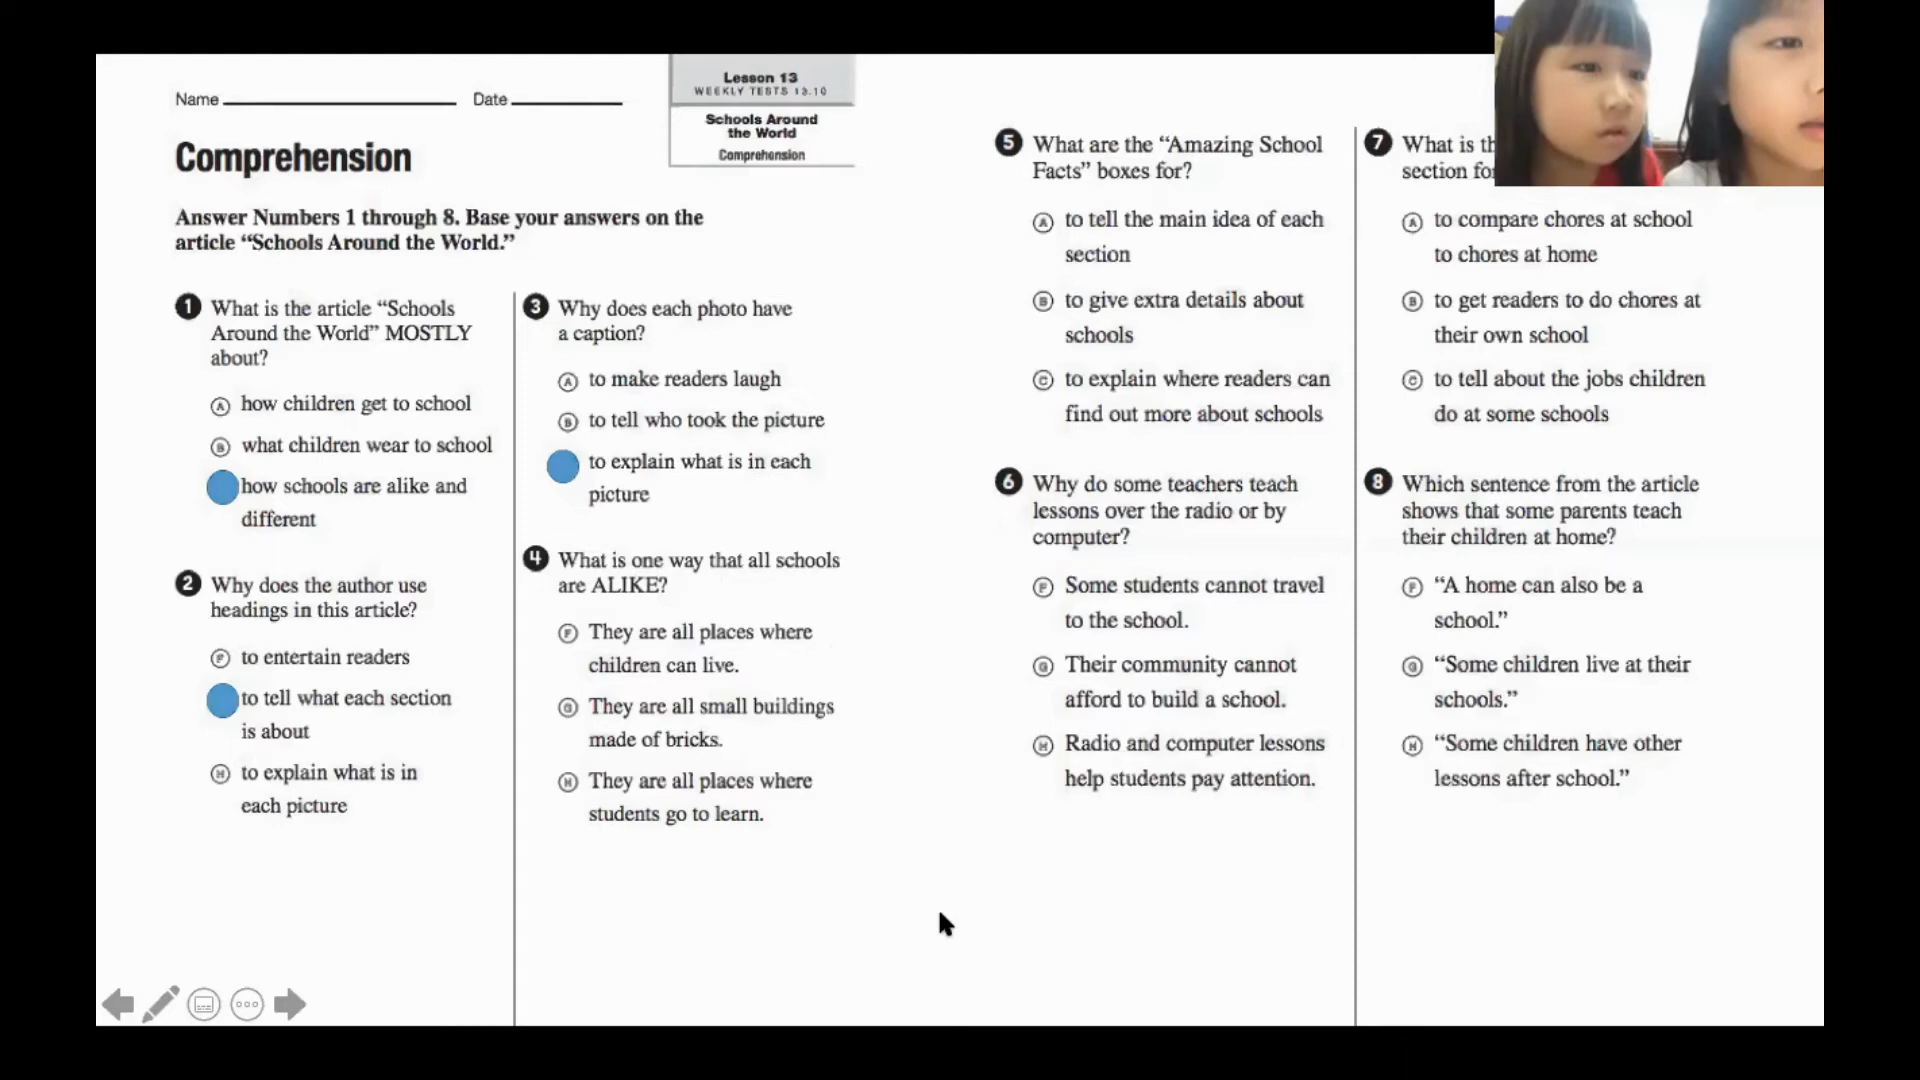 Name Date
Lesson 13
WEEKLY TESTS 13.10
Schools Around
the World
Comprehension
Comprehension
Answer Numbers 1 through 8. Base your answers on the
article “Schools Around the World.”
1 What is the article “Schools
Around the World” MOSTLY
about?
A how children get to school
B what children wear to school
how schools are alike and
different
2 Why does the author use
headings in this article?
F to entertain readers
to tell what each section
is about
H to explain what is in
each picture
3 Why does each photo have
a caption?
A to make readers laugh
B to tell who took the picture
to explain what is in each
picture
4 What is one way that all schools
are ALIKE?
F They are all places where
children can live.
G They are all small buildings
made of bricks.
H They are all places where
students go to learn.
5 What are the “Amazing School
Facts” boxes for?
A to tell the main idea of each
section
B to give extra details about
schools
C to explain where readers can
find out more about schools
6 Why do some teachers teach
lessons over the radio or by
computer?
F Some students cannot travel
to the school.
G Their community cannot
afford to build a school.
H Radio and computer lessons
help students pay attention.
7 What is
section
A to compare chores at school
to chores at home
B to get readers to do chores at
their own school
C to tell about the jobs children
do at some schools
8 Which sentence from the article
shows that some parents teach
their children at home?
F “A home can also be a
school.”
G “Some children live at their
schools.”
H “Some children have other
lessons after school.”